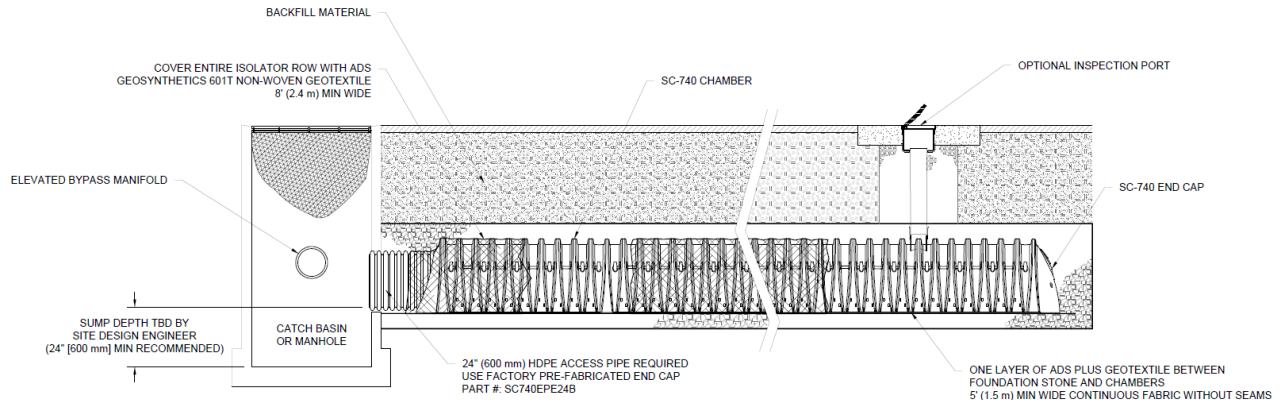 BACKFILL MATERIAL
COVER ENTIRE ISOLATOR ROW WITH ADS
GEOSYNTHETICS 601T NON-WOVEN GEOTEXTILE
8' (2.4 m) MIN WIDE
SC-740 CHAMBER
OPTIONAL INSPECTION PORT
ELEVATED BYPASS MANIFOLD
SC-740 END CAP
SUMP DEPTH TBD BY
SITE DESIGN ENGINEER
(24" [600 mm] MIN RECOMMENDED)
CATCH BASIN
OR MANHOLE
24" (600 mm) HDPE ACCESS PIPE REQUIRED
USE FACTORY PRE-FABRICATED END CAP
PART #: SC740EPE24B
ONE LAYER OF ADS PLUS GEOTEXTILE BETWEEN
FOUNDATION STONE AND CHAMBERS
5' (1.5 m) MIN WIDE CONTINUOUS FABRIC WITHOUT SEAMS